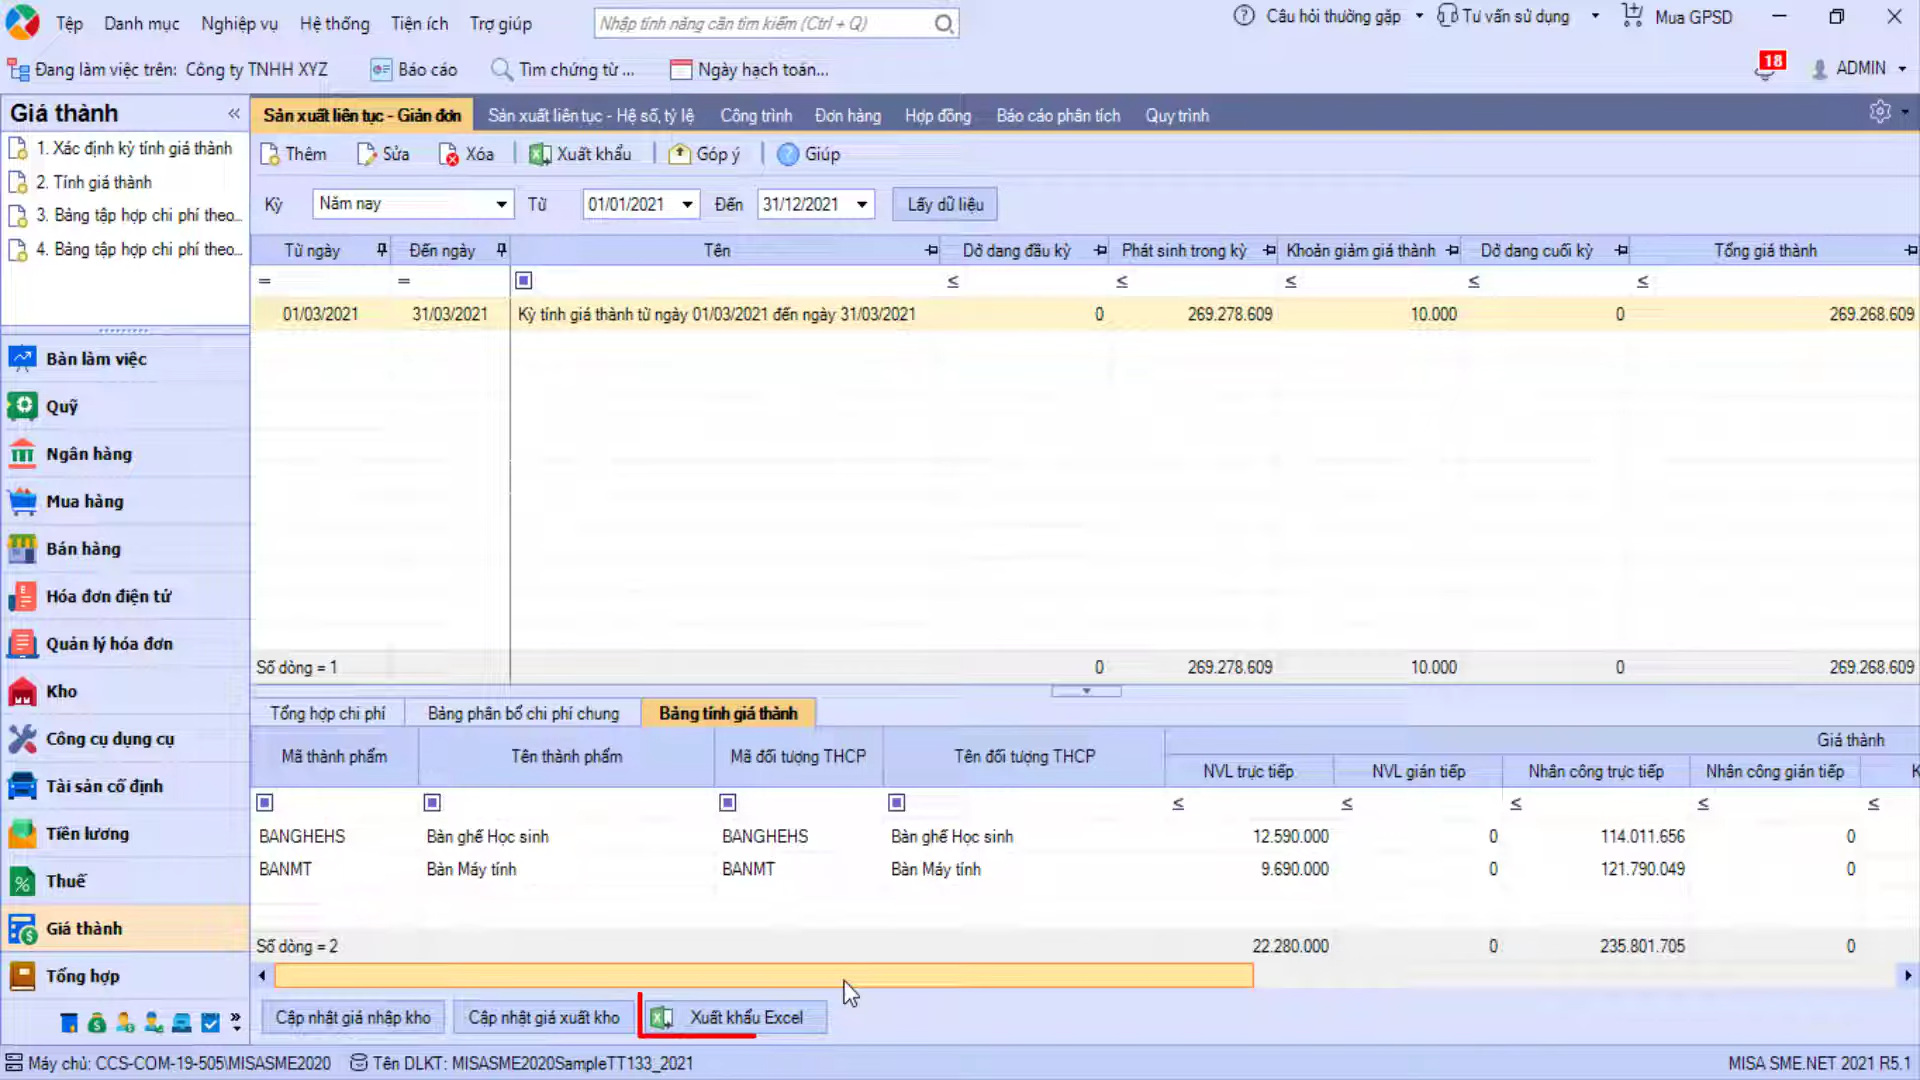 Tệp Danh mục Nghiệp vụ Hệ thống Tiện ích Trợ giúp Nhập tính năng cần tìm kiếm (Ctrl + Q) Câu hỏi thường gặp Tư vấn sử dụng Mua GPSD
Đang làm việc trên: Công ty TNHH XYZ Báo cáo Tìm chứng từ ... Ngày hạch toán... 18 ADMIN
Giá thành «
1. Xác định kỳ tính giá thành
2. Tính giá thành
3. Bảng tập hợp chi phí theo...
4. Bảng tập hợp chi phí theo...
Bàn làm việc
Quỹ
Ngân hàng
Mua hàng
Bán hàng
Hóa đơn điện tử
Quản lý hóa đơn
Kho
Công cụ dụng cụ
Tài sản cố định
Tiền lương
Thuế
Giá thành
Tổng hợp
Sản xuất liên tục - Giản đơn Sản xuất liên tục - Hệ số, tỷ lệ Công trình Đơn hàng Hợp đồng Báo cáo phân tích Quy trình
Thêm Sửa Xóa Xuất khẩu Góp ý Giúp
Kỳ Năm nay Từ 01/01/2021 Đến 31/12/2021 Lấy dữ liệu
Từ ngày Đến ngày Tên Dở dang đầu kỳ Phát sinh trong kỳ Khoản giảm giá thành Dở dang cuối kỳ Tổng giá thành
= = ≤ ≤ ≤ ≤ ≤
01/03/2021 31/03/2021 Kỳ tính giá thành từ ngày 01/03/2021 đến ngày 31/03/2021 0 269.278.609 10.000 0 269.268.609
Số dòng = 1 0 269.278.609 10.000 0 269.268.609
Tổng hợp chi phí Bảng phân bổ chi phí chung Bảng tính giá thành
Giá thành
Mã thành phẩm Tên thành phẩm Mã đối tượng THCP Tên đối tượng THCP NVL trực tiếp NVL gián tiếp Nhân công trực tiếp Nhân công gián tiếp K
≤ ≤ ≤ ≤ ≤
BANGHEHS Bàn ghế Học sinh BANGHEHS Bàn ghế Học sinh 12.590.000 0 114.011.656 0
BANMT Bàn Máy tính BANMT Bàn Máy tính 9.690.000 0 121.790.049 0
Số dòng = 2 22.280.000 0 235.801.705 0
Cập nhật giá nhập kho Cập nhật giá xuất kho Xuất khẩu Excel
Máy chủ: CCS-COM-19-505\MISASME2020 Tên DLKT: MISASME2020SampleTT133_2021 MISA SME.NET 2021 R5.1